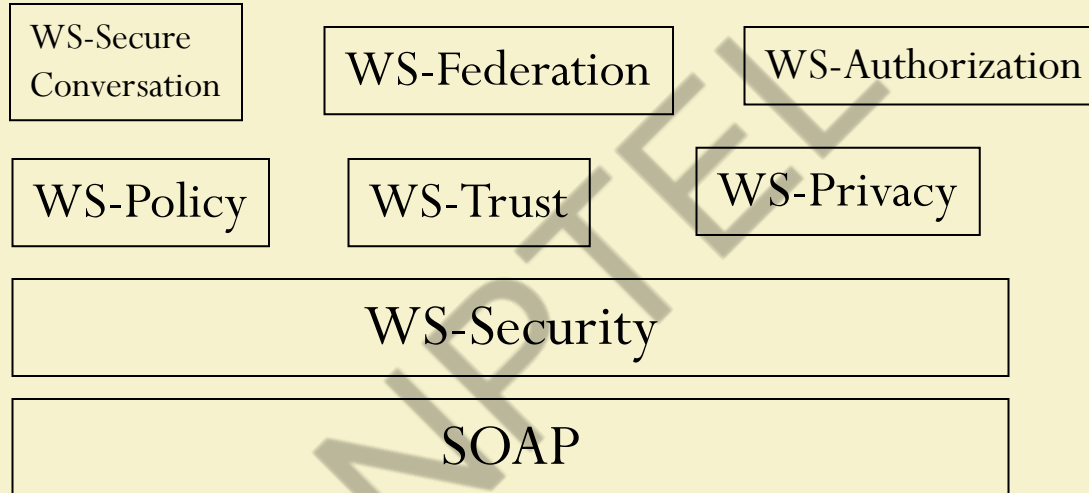 WS-Secure
Conversation
WS-Federation
WS-Authorization
WS-Policy
WS-Trust
WS-Privacy
WS-Security
SOAP
NPTEL